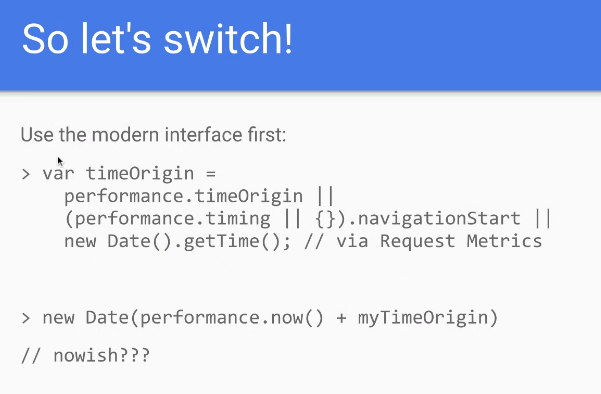 So let's switch!
Use the modern interface first:
> var timeOrigin =
performance.timeOrigin ||
(performance.timing || {}).navigationStart ||
new Date().getTime(); // via Request Metrics
> new Date(performance.now() + myTimeOrigin)
// nowish???